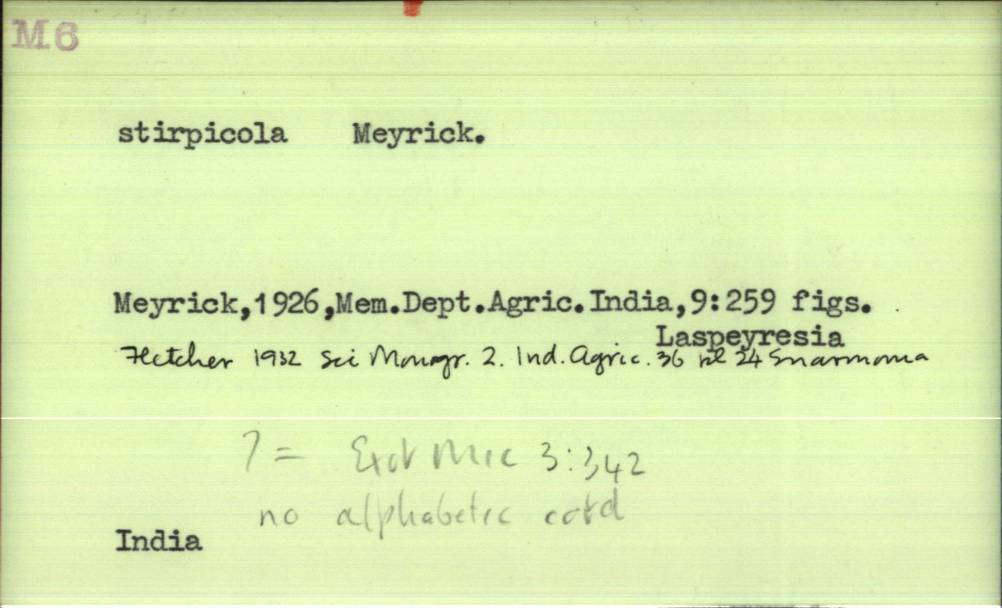 M6
stirpicola Meyrick.
Meyrick,1926,Mem.Dept.Agric.India,9:259 figs.
Laspeyresia
Fletcher 1932 Sci Monogr. 2. Ind. Agric. 36 pl 24 Enarmonia
?= Exot Mic 3:342
no alphabetic card
India